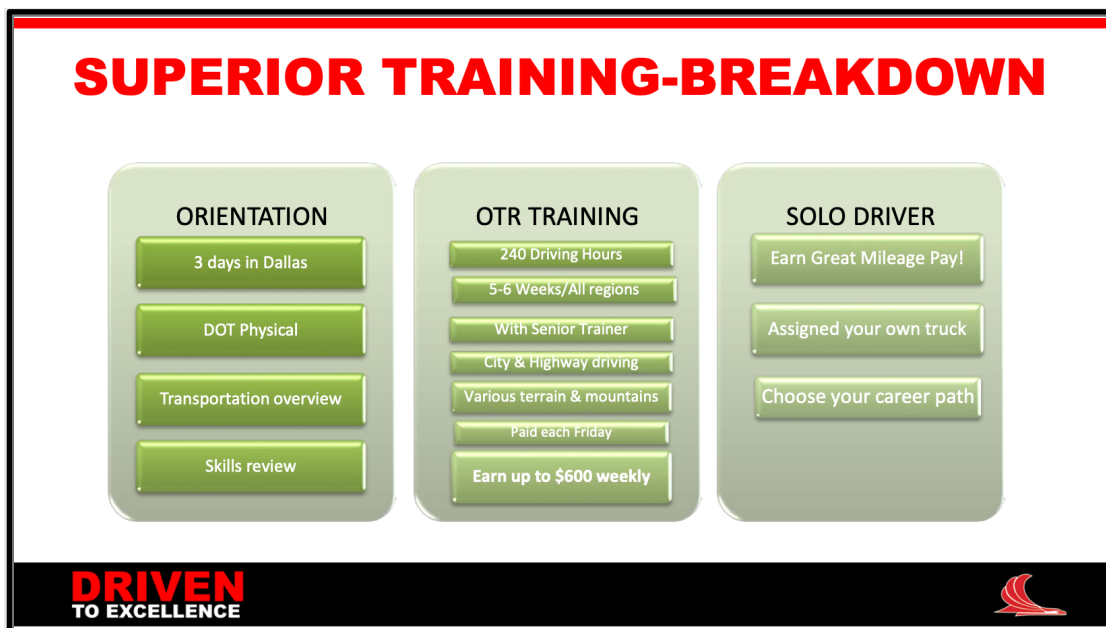 SUPERIOR TRAINING-BREAKDOWN
ORIENTATION
3 days in Dallas
DOT Physical
Transportation overview
Skills review
OTR TRAINING
240 Driving Hours
5-6 Weeks/All regions
With Senior Trainer
City & Highway driving
Various terrain & mountains
Paid each Friday
Earn up to $600 weekly
SOLO DRIVER
Earn Great Mileage Pay!
Assigned your own truck
Choose your career path
DRIVEN
TO EXCELLENCE